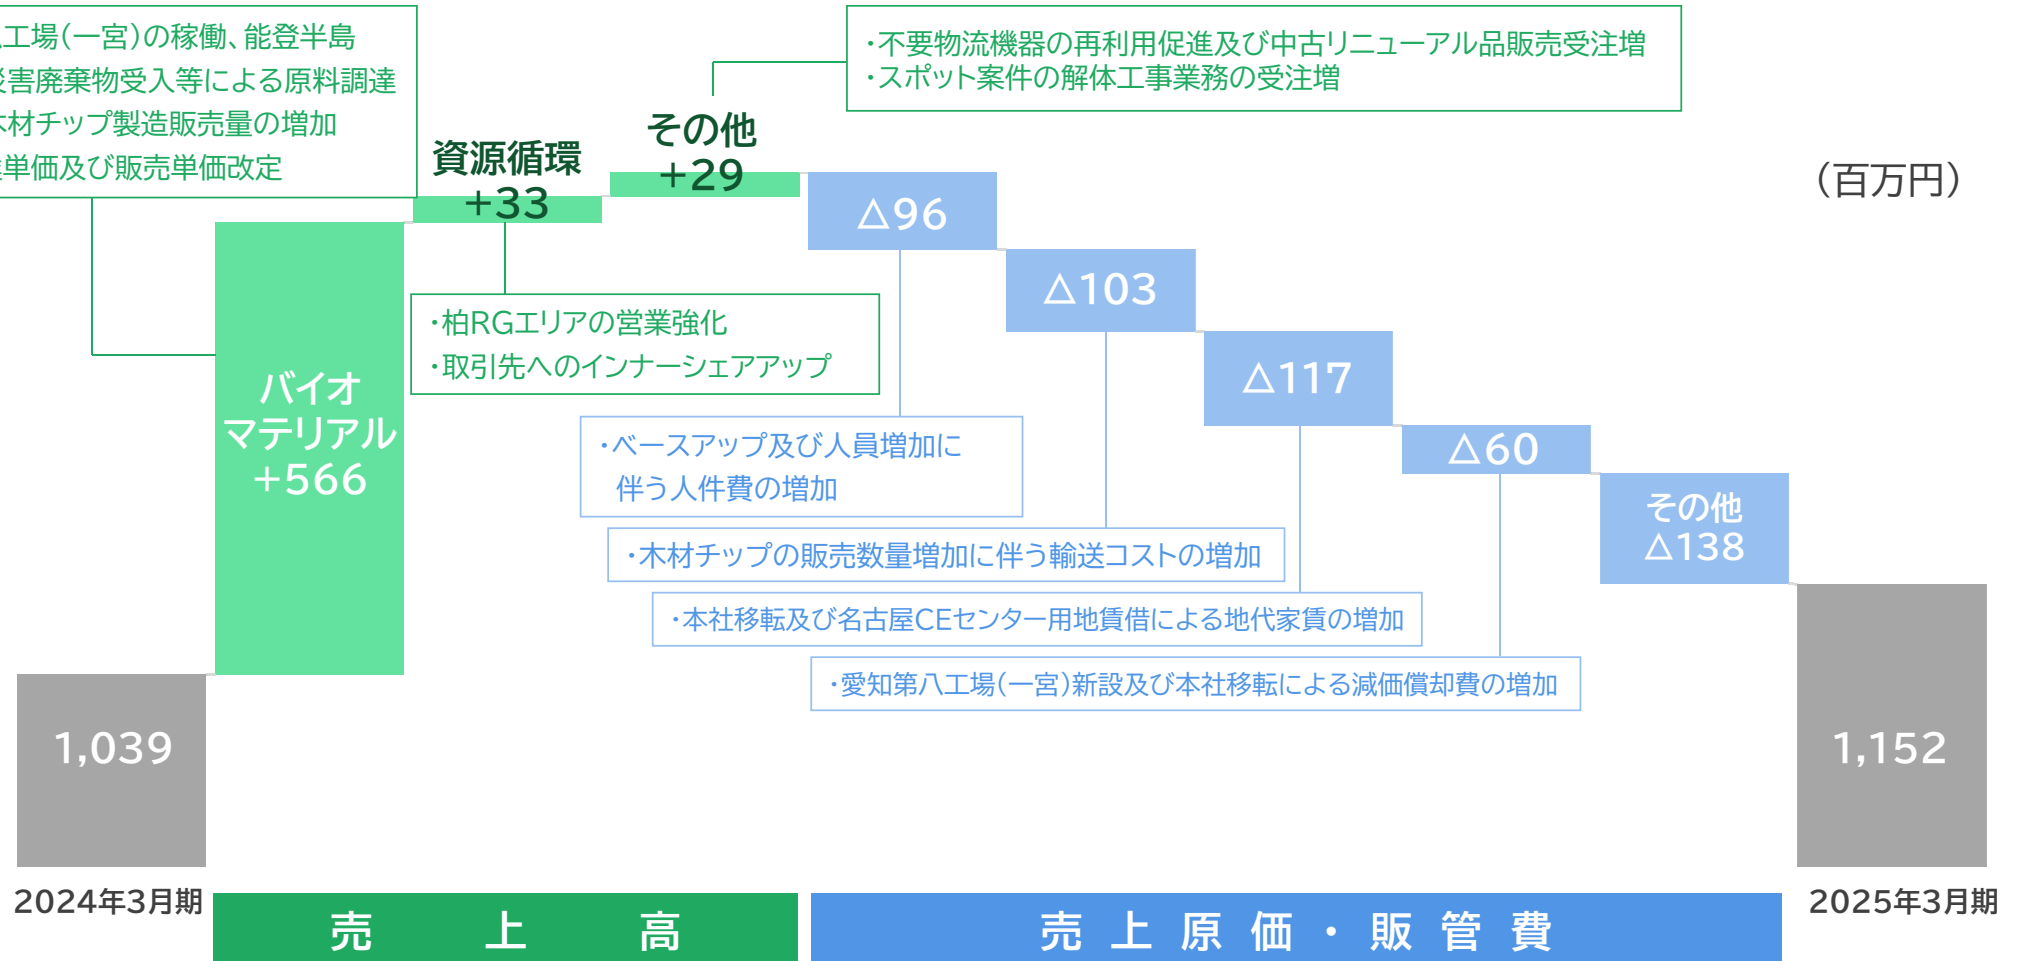 工場(一宮)の稼働、能登半島
災害廃棄物受入等による原料調達
木材チップ製造販売量の増加
単価及び販売単価改定
・不要物流機器の再利用促進及び中古リニューアル品販売受注増
・スポット案件の解体工事業務の受注増
(百万円)
資源循環
+33
その他
+29
△96
△103
△117
△60
その他
△138
バイオ
マテリアル
+566
・柏RGエリアの営業強化
・取引先へのインナーシェアアップ
・ベースアップ及び人員増加に
伴う人件費の増加
・木材チップの販売数量増加に伴う輸送コストの増加
・本社移転及び名古屋CEセンター用地賃借による地代家賃の増加
・愛知第八工場(一宮)新設及び本社移転による減価償却費の増加
1,039
1,152
2024年3月期
2025年3月期
売上高
売上原価・販管費